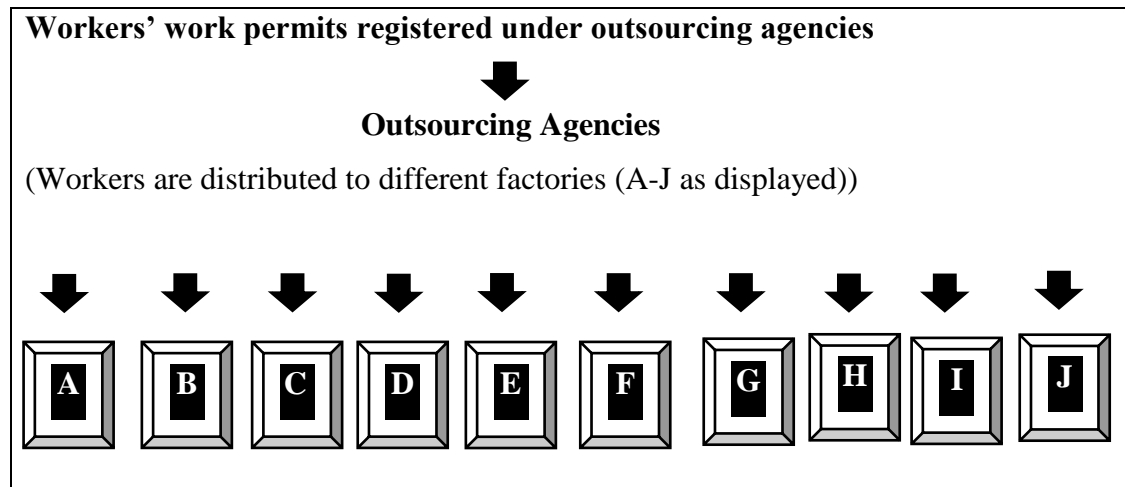 Workers’ work permits registered under outsourcing agencies
Outsourcing Agencies
(Workers are distributed to different factories (A-J as displayed))
A B C D E F G H I J